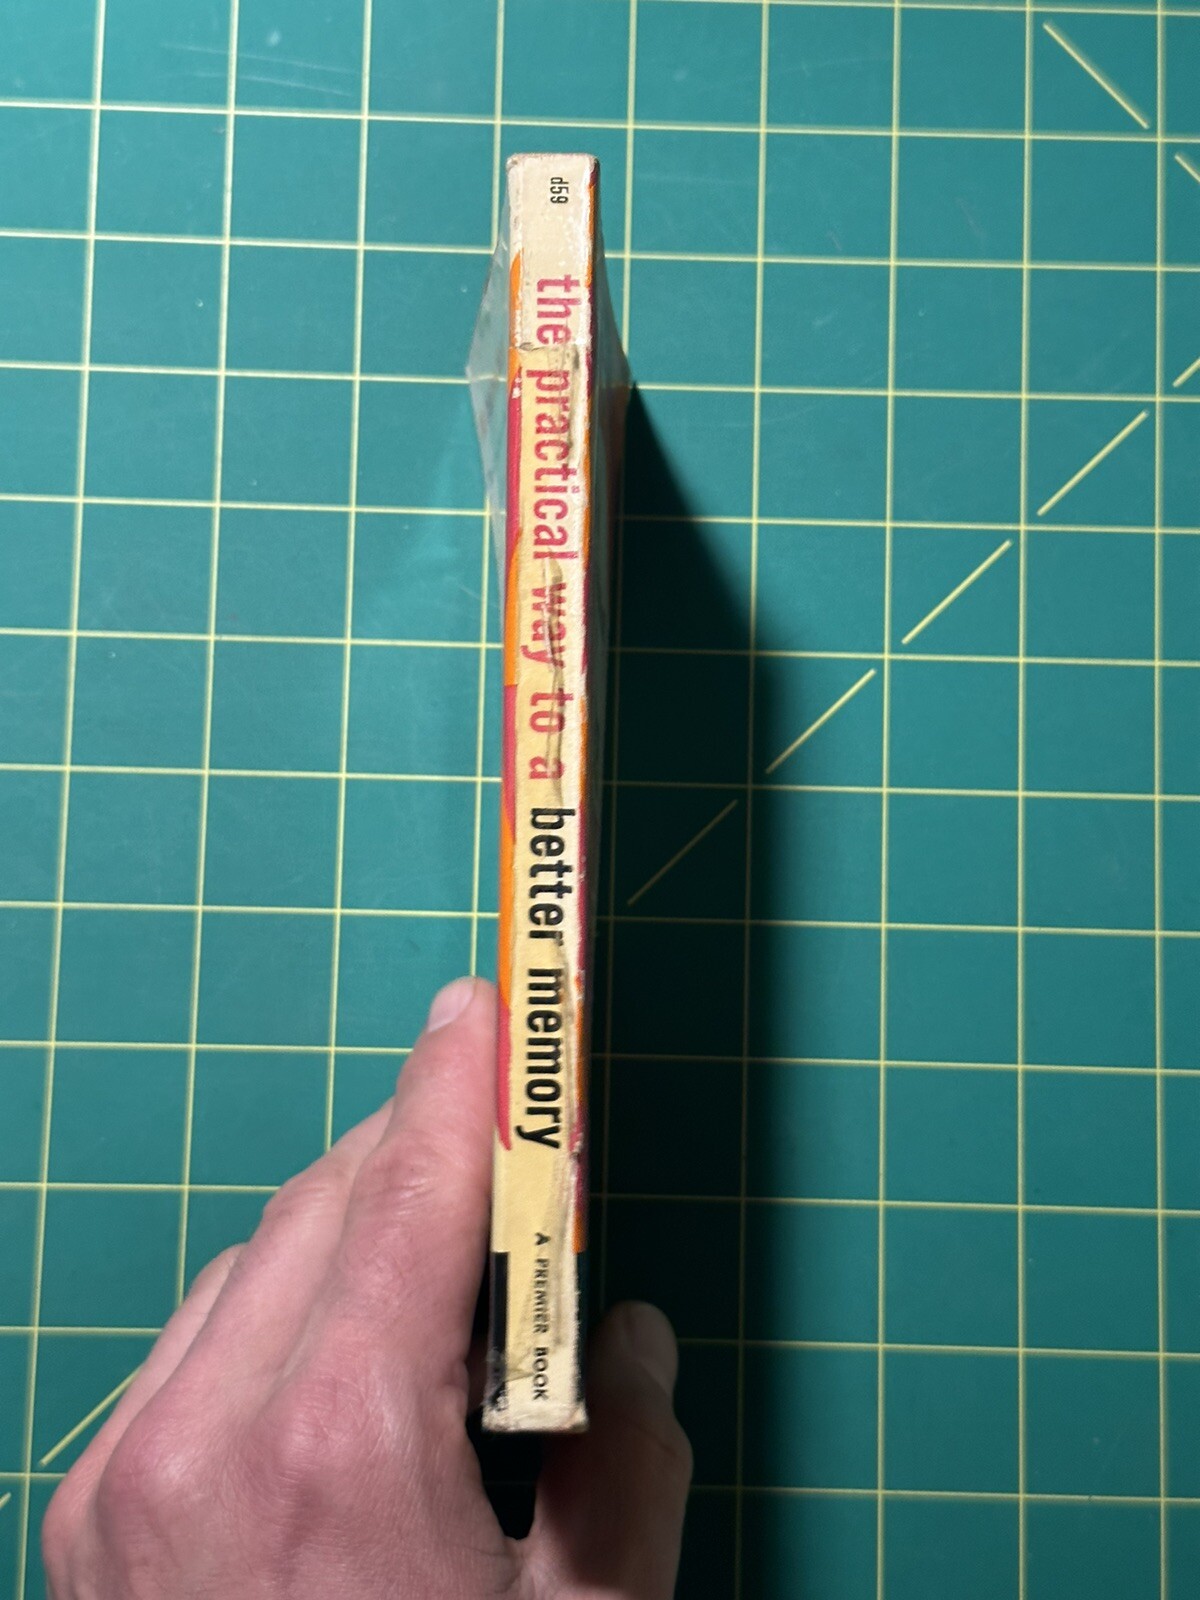 d59
the practical way to a better memory
A PREMIER BOOK